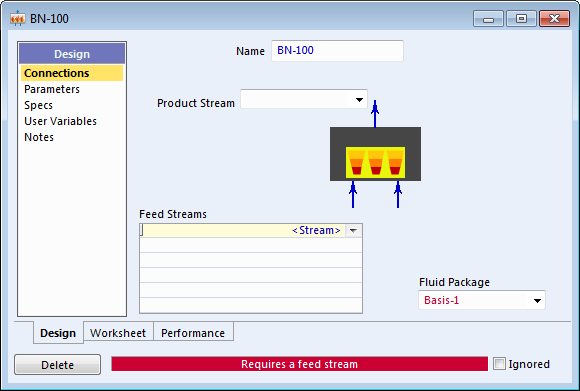 BN-100
Design
Connections
Parameters
Specs
User Variables
Notes
Name BN-100
Product Stream
Feed Streams
<Stream>
Fluid Package
Basis-1
Design Worksheet Performance
Delete Requires a feed stream Ignored